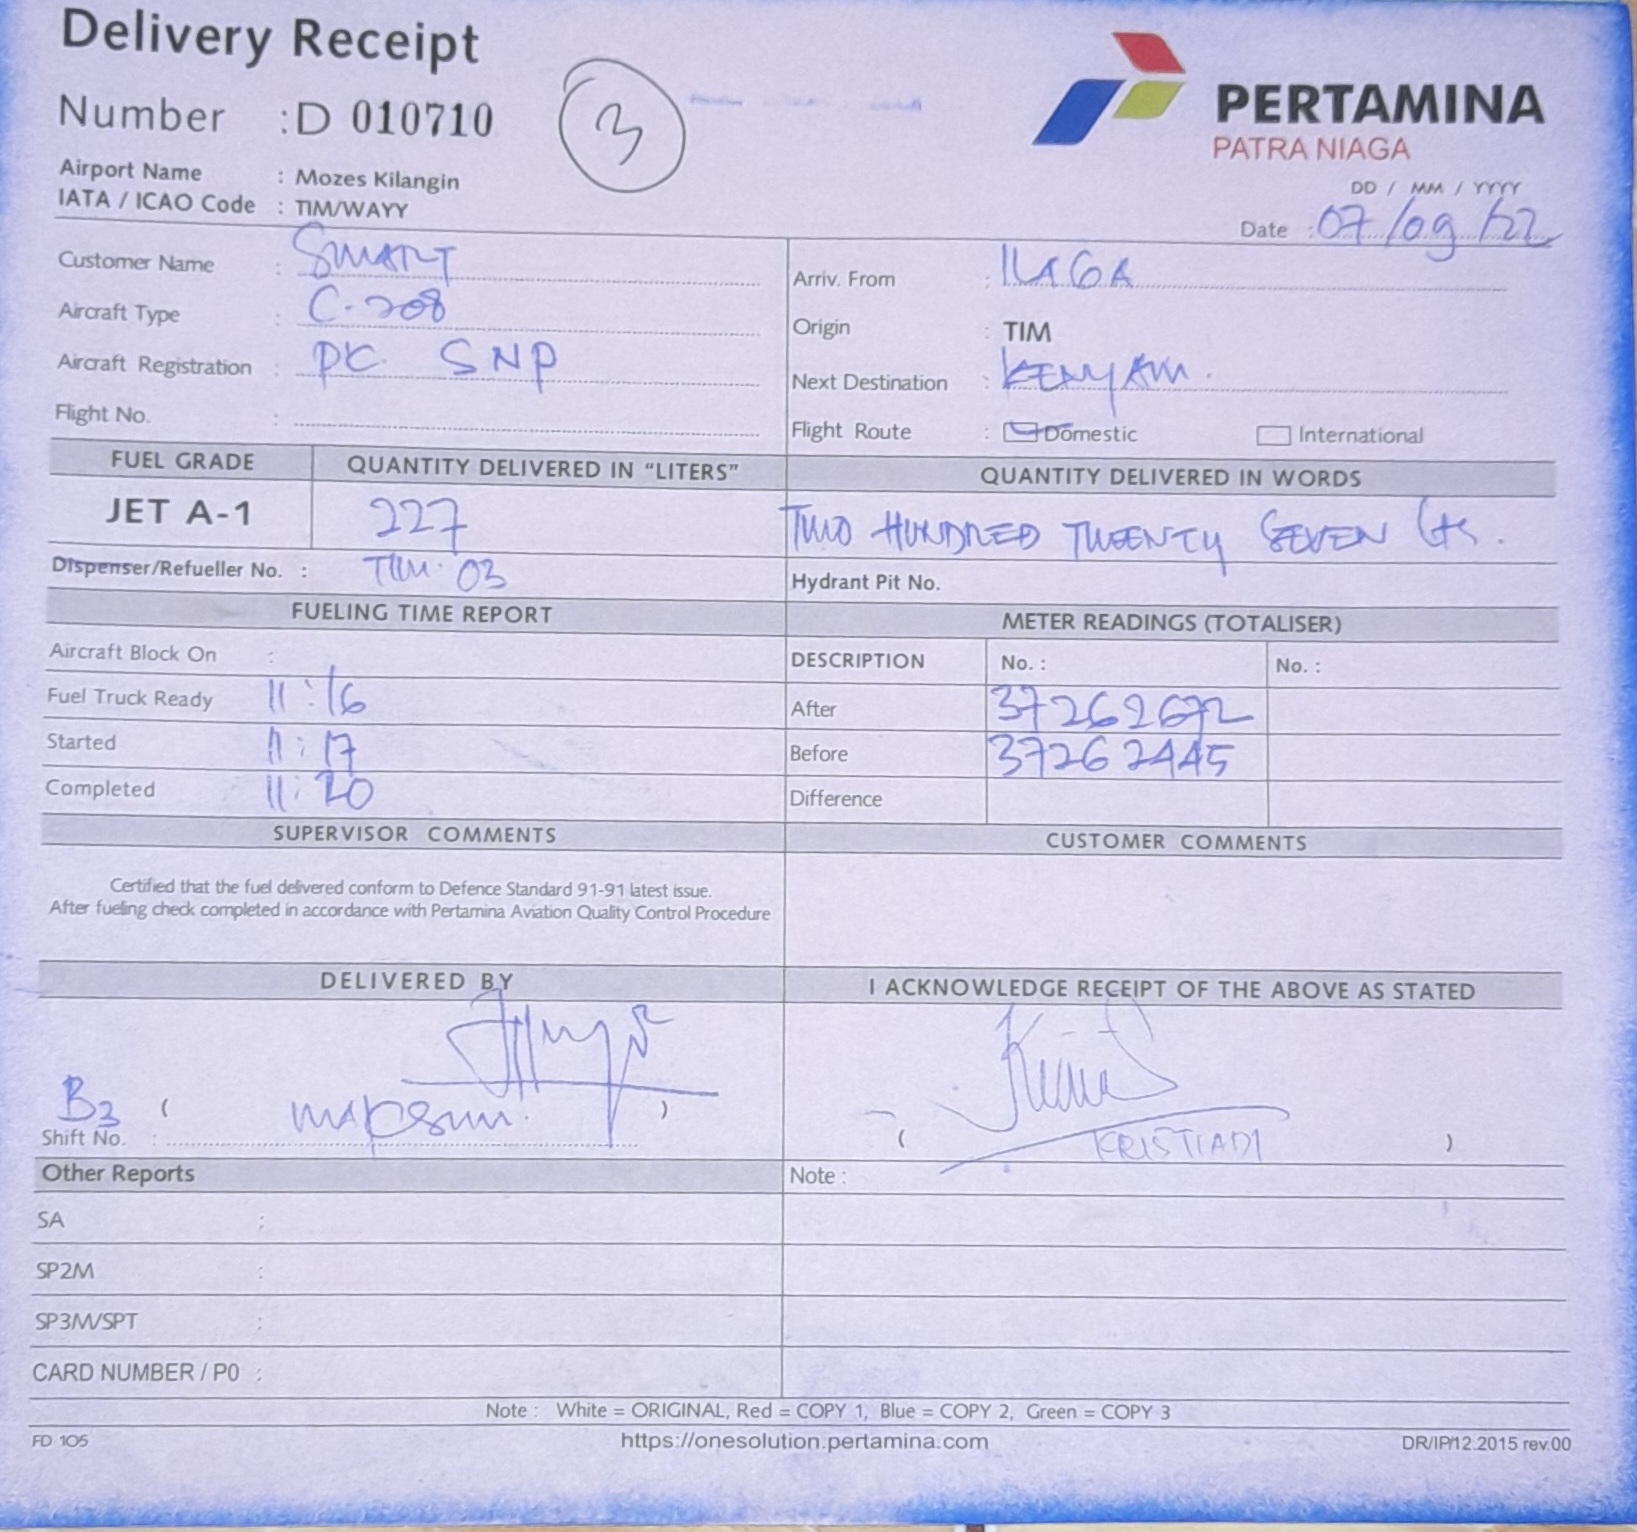 Delivery Receipt
Number : D 010710
3
PERTAMINA
PATRA NIAGA
Airport Name : Mozes Kilangin
IATA / ICAO Code : TIM/WAYY
DD / MM / YYYY
Date : 07/09/22
Customer Name : SMART
Aircraft Type : C-208
Aircraft Registration : PK SNP
Flight No. :
Arriv. From : ILAGA
Origin : TIM
Next Destination : KENYAM.
Flight Route : Domestic International
FUEL GRADE QUANTITY DELIVERED IN “LITERS” QUANTITY DELIVERED IN WORDS
JET A-1 227 TWO HUNDRED TWENTY SEVEN Lts.
Dispenser/Refueller No. : TIM. 03 Hydrant Pit No.
FUELING TIME REPORT METER READINGS (TOTALISER)
Aircraft Block On : DESCRIPTION No. : No. :
Fuel Truck Ready 11:16 After 37262672
Started 11:17 Before 37262445
Completed 11:20 Difference
SUPERVISOR COMMENTS CUSTOMER COMMENTS
Certified that the fuel delivered conform to Defence Standard 91-91 latest issue.
After fueling check completed in accordance with Pertamina Aviation Quality Control Procedure
DELIVERED BY I ACKNOWLEDGE RECEIPT OF THE ABOVE AS STATED
B3 ( ) ( KRISTIADI )
Shift No. :
Other Reports Note :
SA :
SP2M :
SP3M/SPT :
CARD NUMBER / P0 :
Note : White = ORIGINAL, Red = COPY 1, Blue = COPY 2, Green = COPY 3
FD 105 https://onesolution.pertamina.com DR/IP/12.2015 rev.00